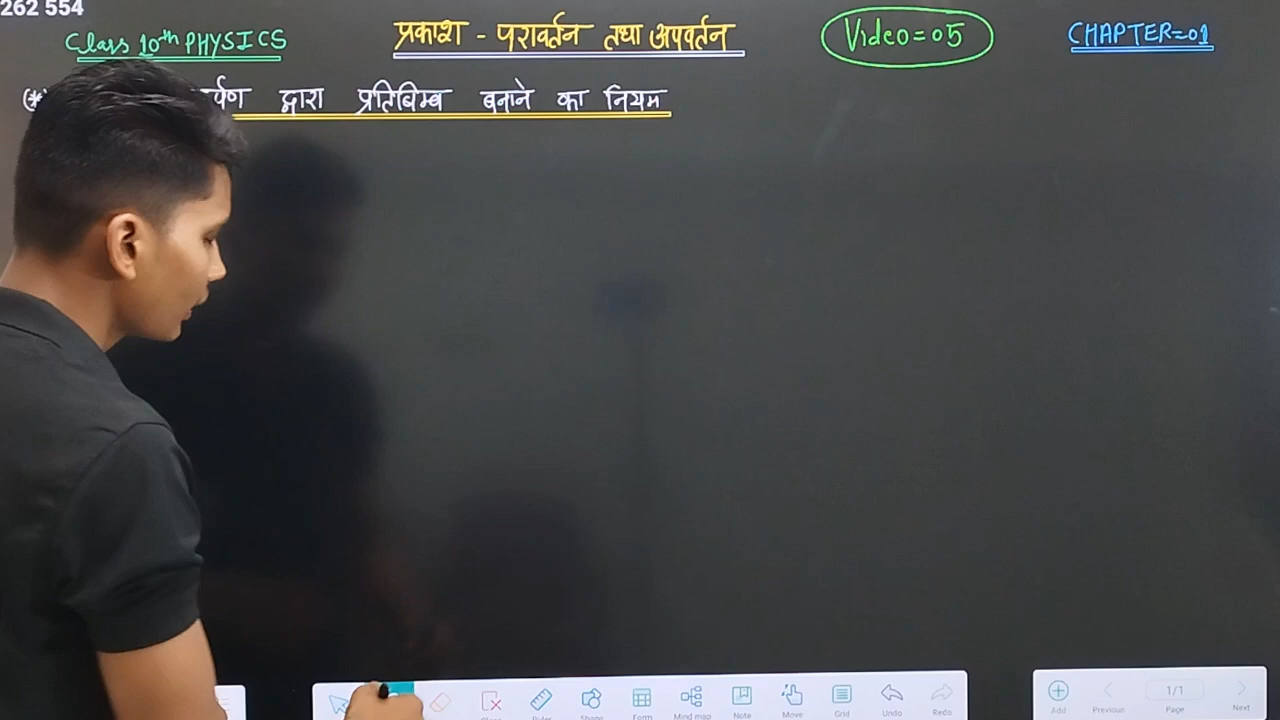 262 554
Class 10th PHYSICS
प्रकाश - परावर्तन तथा अपवर्तन
Video=05
CHAPTER=01
द्वारा प्रतिबिम्ब बनाने का नियम
Ruler Shape Form Mind map Note Move Grid Undo Redo
1/1
Add Previous Page Next